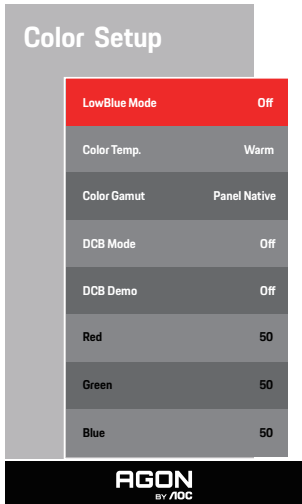 Color Setup
LowBlue Mode Off
Color Temp. Warm
Color Gamut Panel Native
DCB Mode Off
DCB Demo Off
Red 50
Green 50
Blue 50
AGON
BY AOC